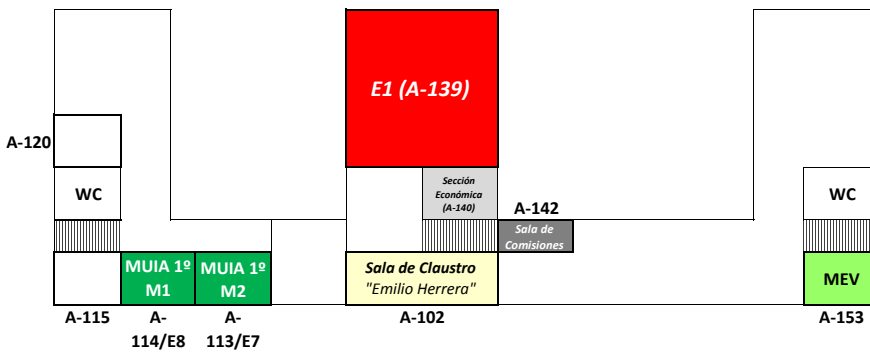 E1 (A-139)
A-120
WC
Sección
Económica
(A-140)
A-142
WC
Sala de
Comisiones
MUIA 1º
M1
MUIA 1º
M2
Sala de Claustro
"Emilio Herrera"
MEV
A-115
A-
114/E8
A-
113/E7
A-102
A-153